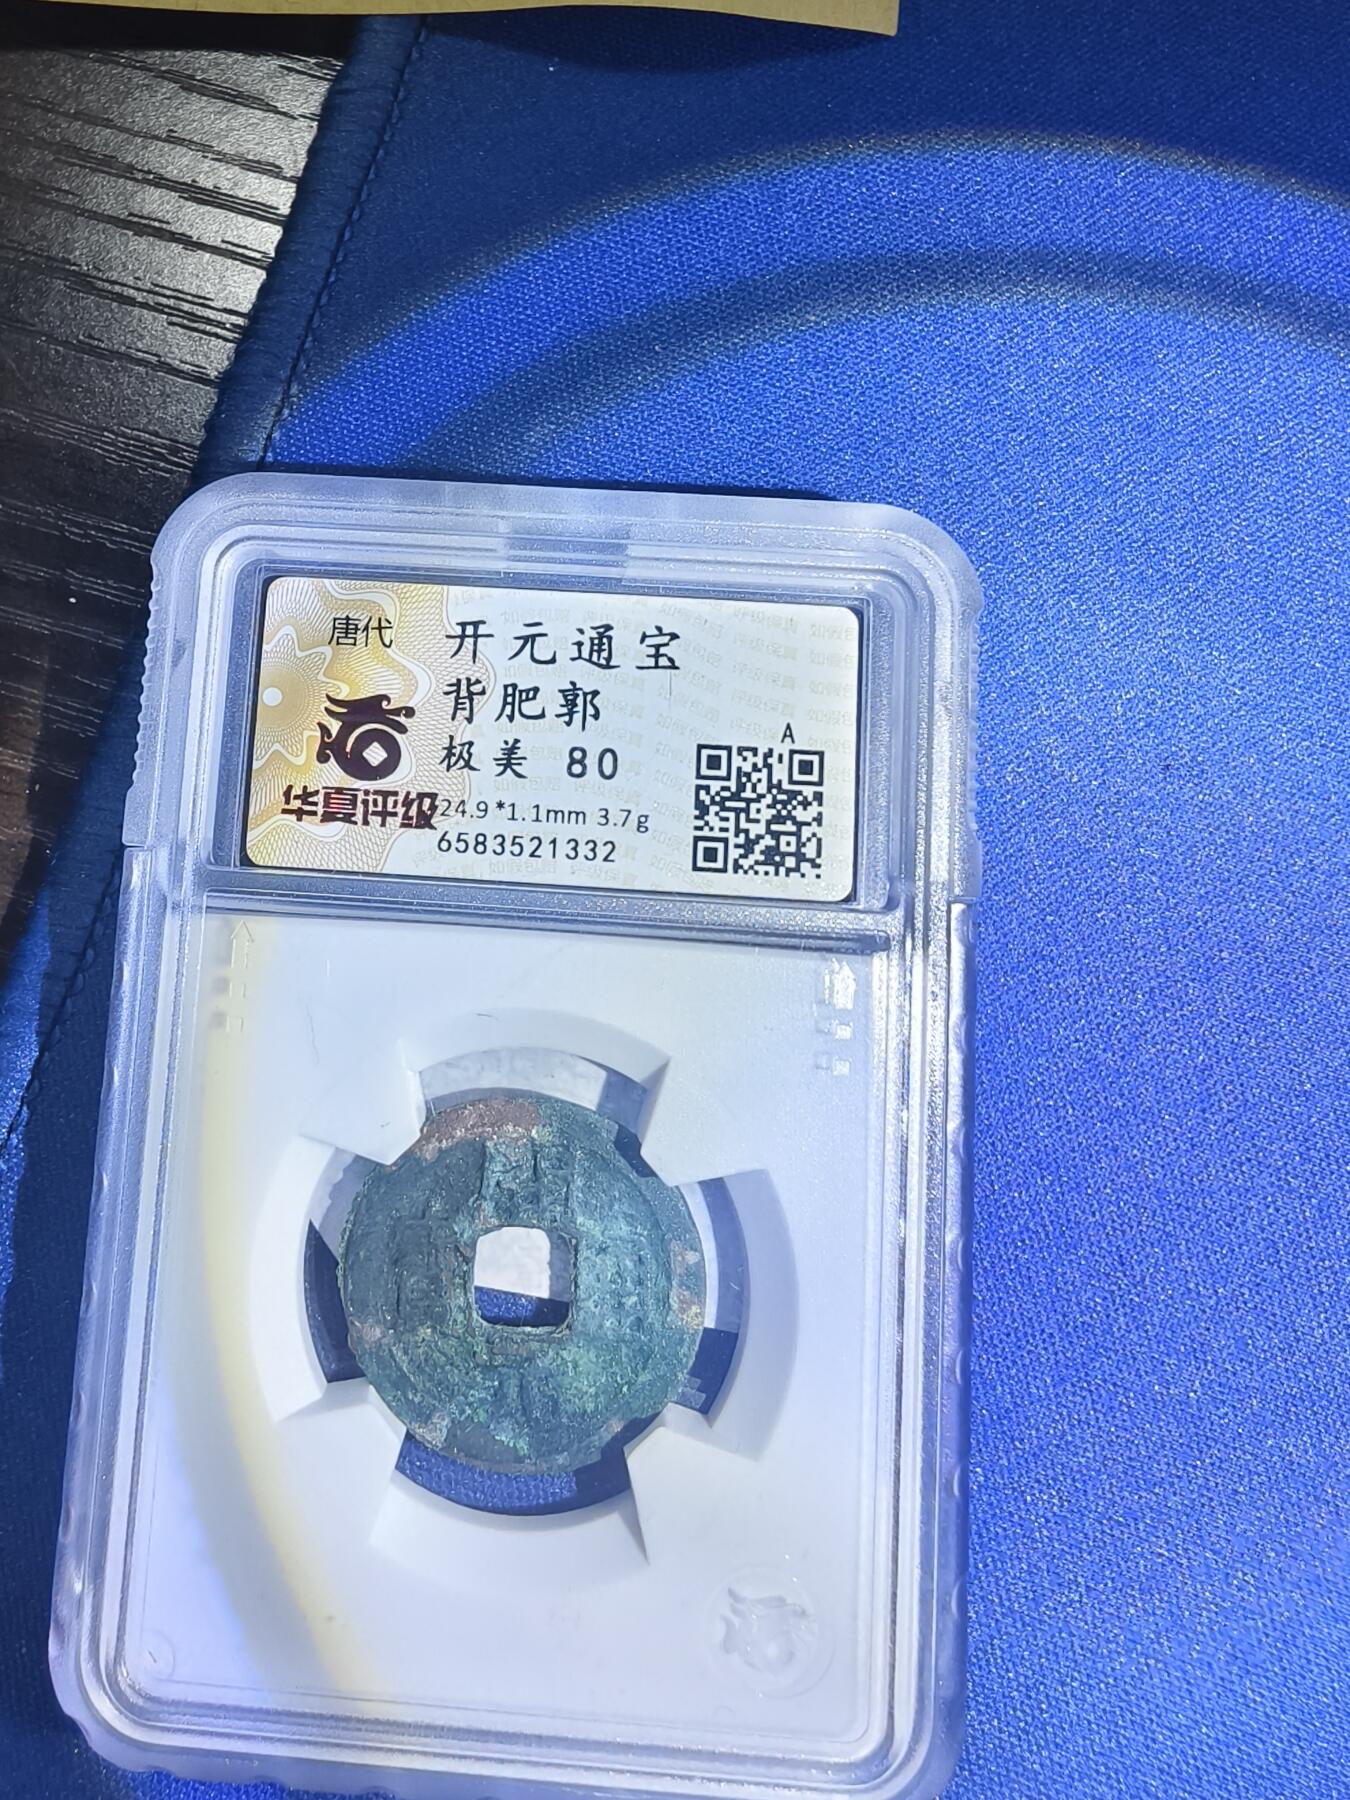 唐代
开元通宝
背肥郭
极美 80
A
华夏评级
24.9*1.1mm 3.7g
6583521332